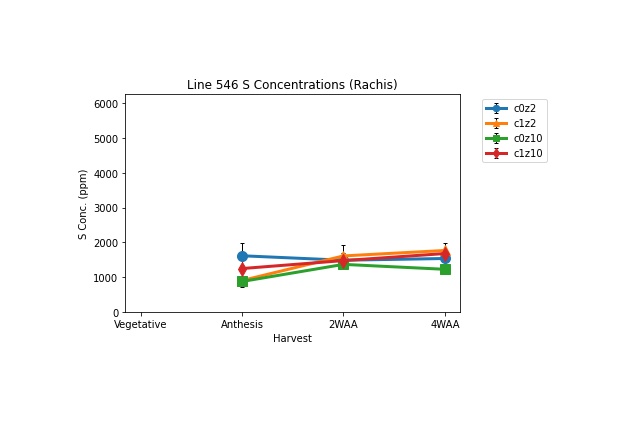 Line 546 S Concentrations (Rachis)
6000
5000
4000
3000
2000
1000
0
S Conc. (ppm)
Vegetative Anthesis 2WAA 4WAA
Harvest
c0z2
c1z2
c0z10
c1z10